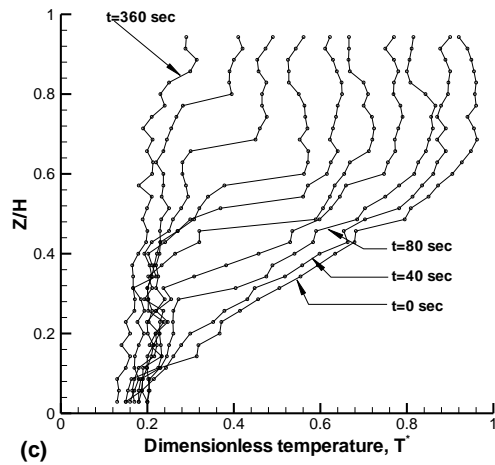 1
t=360 sec
0.8
0.6
Z/H
0.4
t=80 sec
t=40 sec
0.2
t=0 sec
0
0 0.2 0.4 0.6 0.8 1
(c) Dimensionless temperature, T*